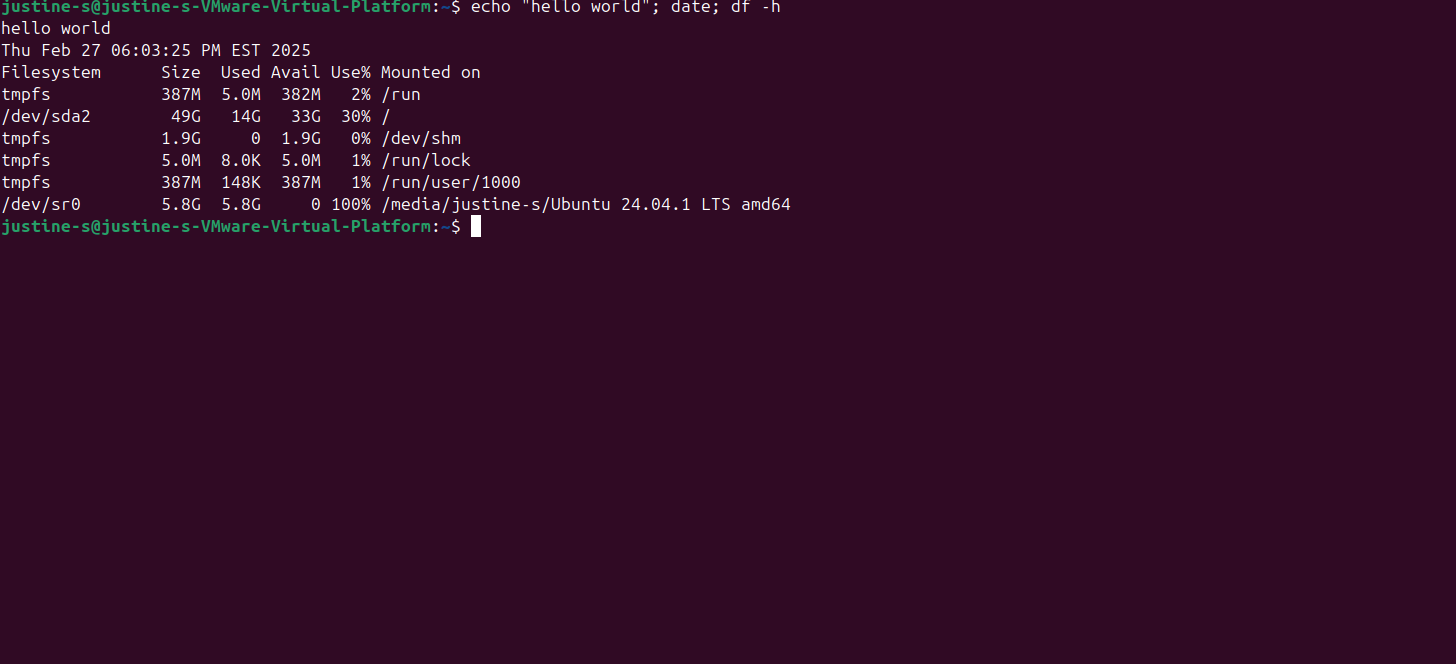 justine-s@justine-s-VMware-Virtual-Platform:~$ echo "hello world"; date; df -h
hello world
Thu Feb 27 06:03:25 PM EST 2025
Filesystem      Size  Used Avail Use% Mounted on
tmpfs           387M  5.0M  382M   2% /run
/dev/sda2        49G   14G   33G  30% /
tmpfs           1.9G     0  1.9G   0% /dev/shm
tmpfs           5.0M  8.0K  5.0M   1% /run/lock
tmpfs           387M  148K  387M   1% /run/user/1000
/dev/sr0        5.8G  5.8G     0 100% /media/justine-s/Ubuntu 24.04.1 LTS amd64
justine-s@justine-s-VMware-Virtual-Platform:~$